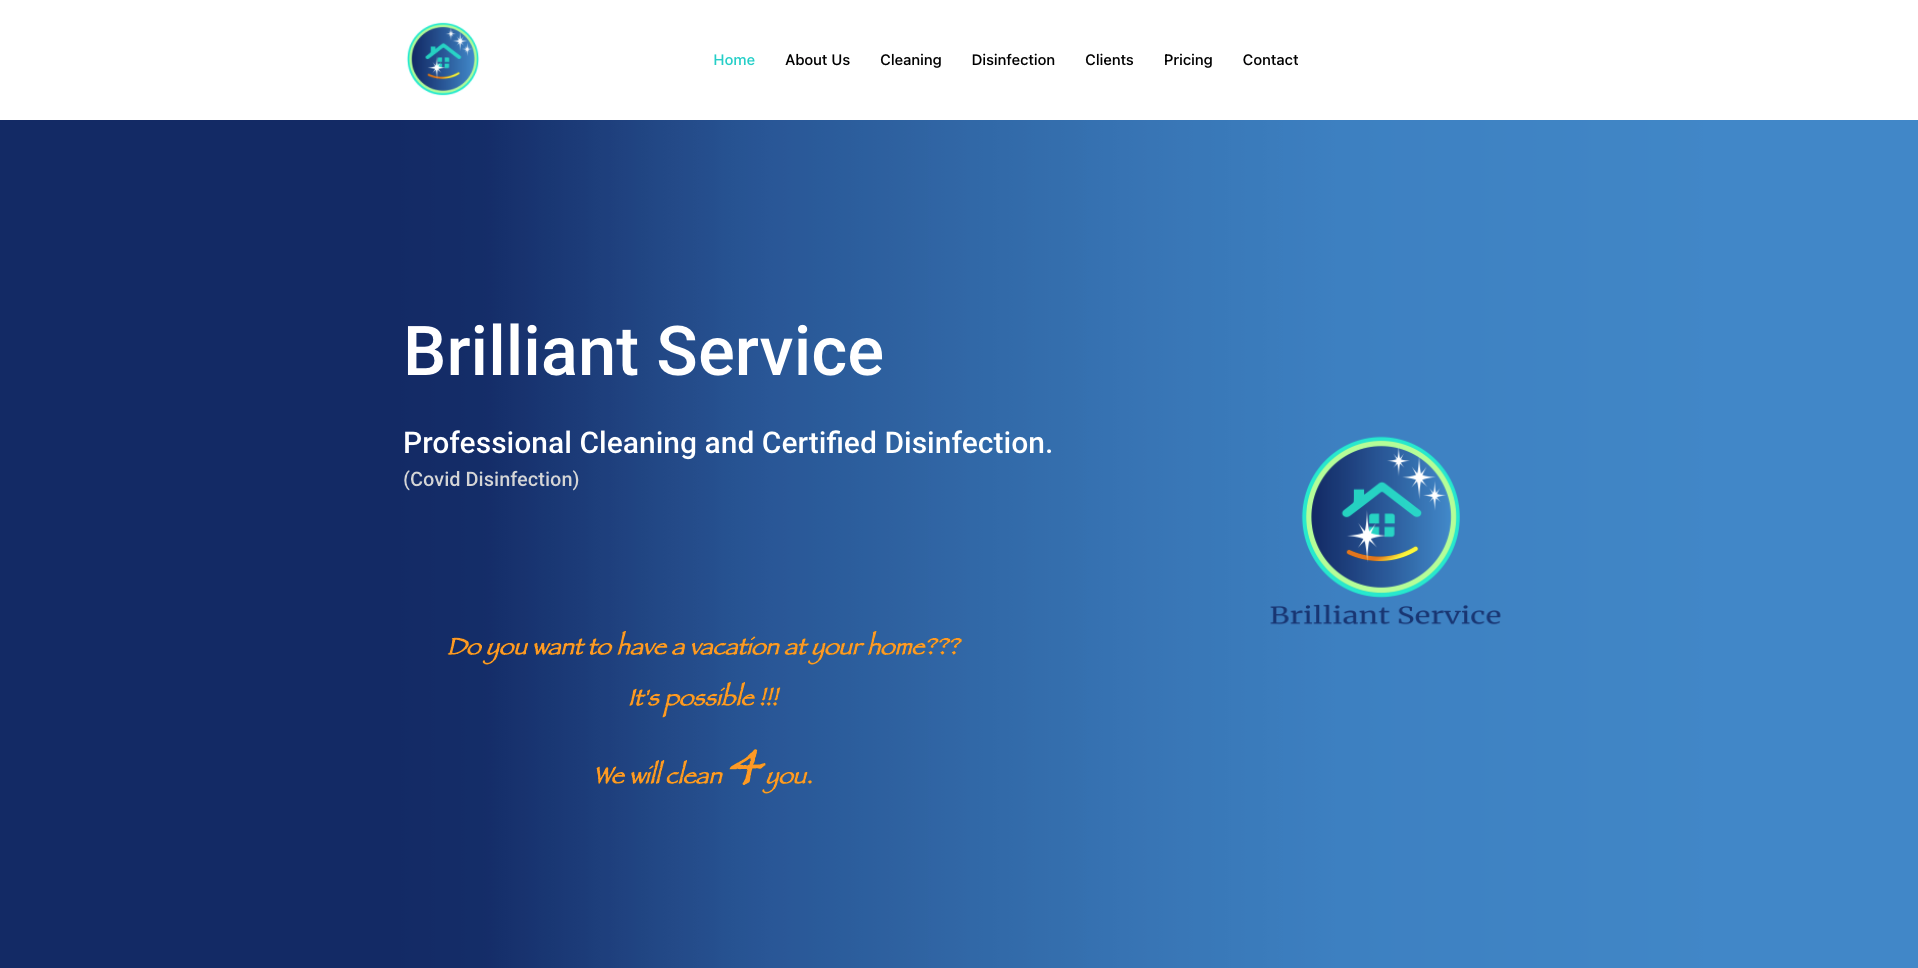 Home About Us Cleaning Disinfection Clients Pricing Contact
Brilliant Service
Professional Cleaning and Certified Disinfection.
(Covid Disinfection)
Brilliant Service
Do you want to have a vacation at your home???
It's possible !!!
We will clean 4 you.